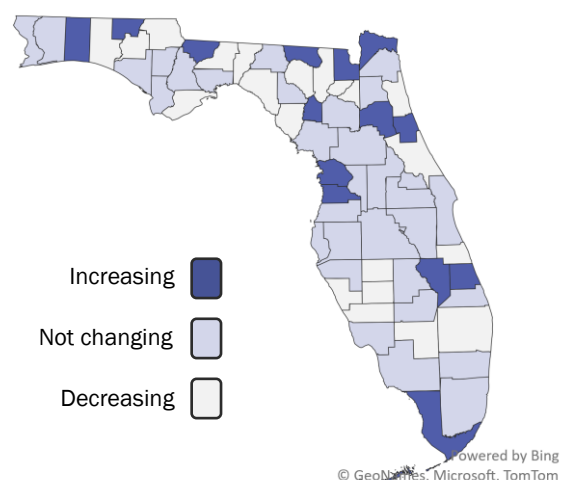 Increasing
Not changing
Decreasing
Powered by Bing
© GeoNames, Microsoft, TomTom